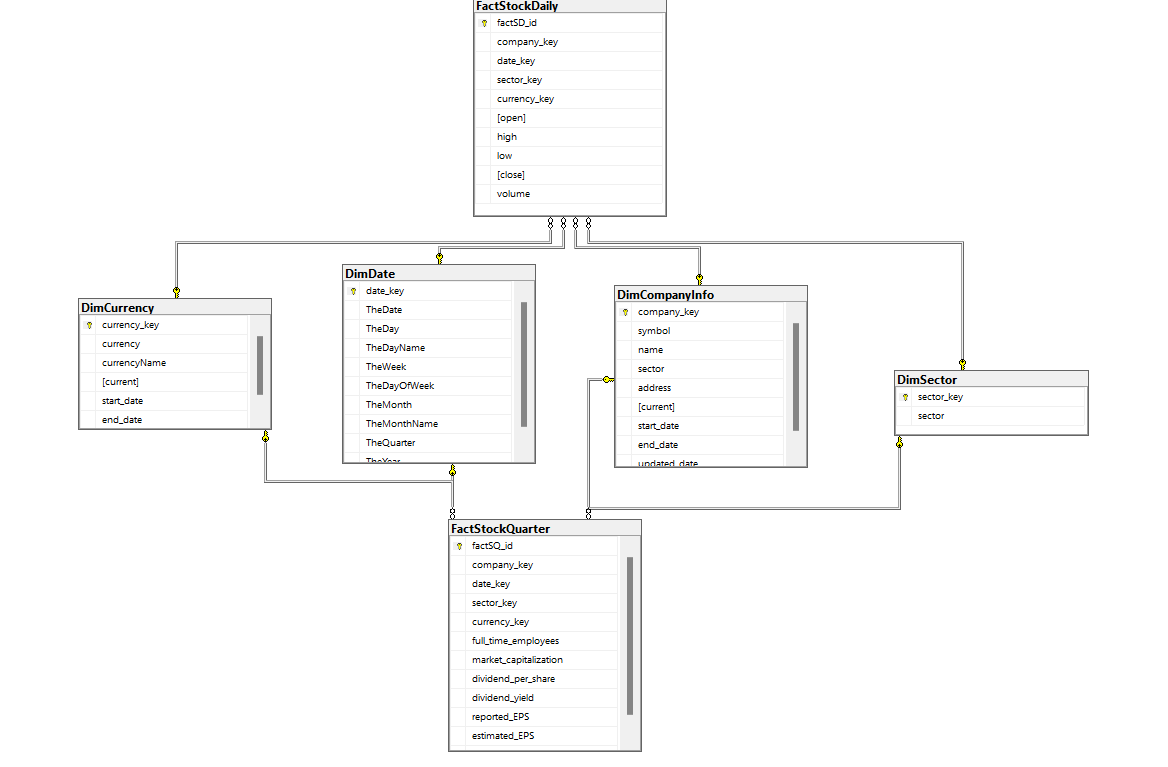 FactStockDaily
factSD_id
company_key
date_key
sector_key
currency_key
[open]
high
low
[close]
volume
DimCurrency
currency_key
currency
currencyName
[current]
start_date
end_date
DimDate
date_key
TheDate
TheDay
TheDayName
TheWeek
TheDayOfWeek
TheMonth
TheMonthName
TheQuarter
TheYear
DimCompanyInfo
company_key
symbol
name
sector
address
[current]
start_date
end_date
updated_date
DimSector
sector_key
sector
FactStockQuarter
factSQ_id
company_key
date_key
sector_key
currency_key
full_time_employees
market_capitalization
dividend_per_share
dividend_yield
reported_EPS
estimated_EPS